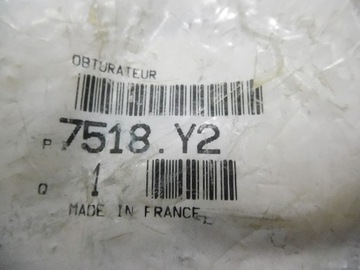 OBTURATEUR
P 7518.Y2
Q 1
MADE IN FRANCE